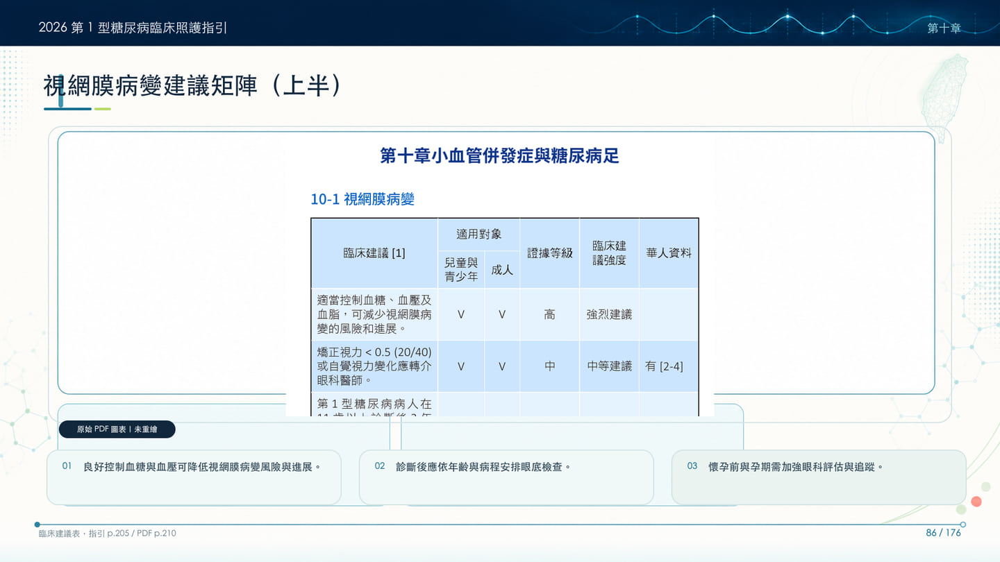 2026 第 1 型糖尿病臨床照護指引
第十章
視網膜病變建議矩陣（上半）
第十章小血管併發症與糖尿病足
10-1 視網膜病變
臨床建議 [1]
適用對象
兒童與
青少年
成人
證據等級
臨床建
議強度
華人資料
適當控制血糖、血壓及
血脂，可減少視網膜病
變的風險和進展。
V
V
高
強烈建議
矯正視力 < 0.5 (20/40)
或自覺視力變化應轉介
眼科醫師。
V
V
中
中等建議
有 [2-4]
第 1 型糖尿病病人在
原始 PDF 圖表｜未重繪
01 良好控制血糖與血壓可降低視網膜病變風險與進展。
02 診斷後應依年齡與病程安排眼底檢查。
03 懷孕前與孕期需加強眼科評估與追蹤。
臨床建議表，指引 p.205 / PDF p.210
86 / 176